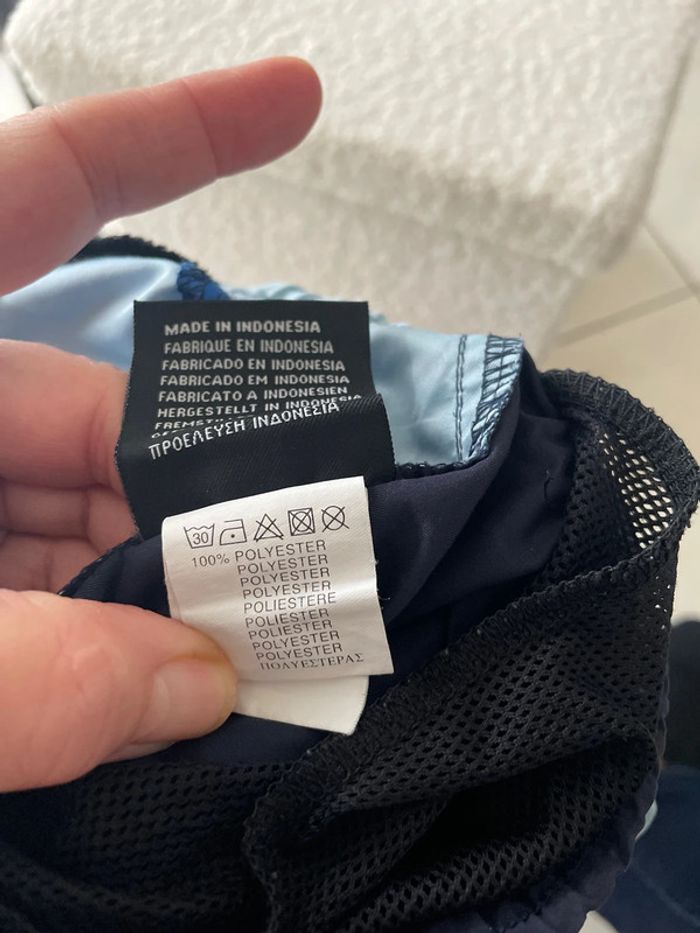 MADE IN INDONESIA
FABRIQUE EN INDONESIA
FABRICADO EN INDONESIA
FABRICADO EM INDONESIA
FABRICATO A INDONESIEN
HERGESTELLT IN INDONESIA
ΠΡΟΕΛΕΥΣΗ ΙΝΔΟΝΕΣΙΑ
30
100% POLYESTER
POLYESTER
POLYESTER
POLYESTER
POLIESTERE
POLIESTER
POLIESTER
POLYESTER
POLYESTER
ΠΟΛΥΕΣΤΕΡΑΣ